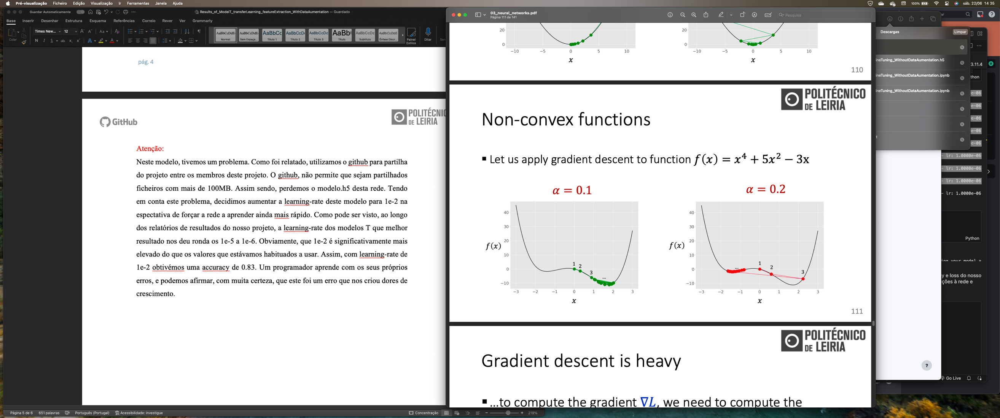 Pré-visualização Ficheiro Edição Visualização Ir Ferramentas Janela Ajuda
100% sáb. 22/06 14 35
Guardar Automaticamente
Results_of_ModelT_transferLearning_featureExtraction_WithDataAumentation — Guardado
Base Inserir Desenhar Estrutura Esquema Referências Correio Rever Ver Grammarly
Colar
Times New... 12
N I S
AaBbCcDdEe Normal
AaBbCcDdEe Sem Espaça...
AaBbCc Título 1
AaBbCcDc Título 2
AaBbCcDc Título 3
AaBb( Título
AaBbCcDc Subtítulo
AaBbCcDdE Ênfase Discr...
Painel Estilos
Ditar
pág. 4
GitHub
POLITÉCNIC
DE LEIRIA
Atenção:
Neste modelo, tivemos um problema. Como foi relatado, utilizamos o github para partilha
do projeto entre os membros deste projeto. O github, não permite que sejam partilhados
ficheiros com mais de 100MB. Assim sendo, perdemos o modelo.h5 desta rede. Tendo
em conta este problema, decidimos aumentar a learning-rate deste modelo para 1e-2 na
espectativa de forçar a rede a aprender ainda mais rápido. Como pode ser visto, ao longo
dos relatórios de resultados do nosso projeto, a learning-rate dos modelos T que melhor
resultado nos deu ronda os 1e-5 a 1e-6. Obviamente, que 1e-2 é significativamente mais
elevado do que os valores que estávamos habituados a usar. Assim, com learning-rate de
1e-2 obtivémos uma accuracy de 0.83. Um programador aprende com os seus próprios
erros, e podemos afirmar, com muita certeza, que este foi um erro que nos criou dores de
crescimento.
Página 5 de 6 651 palavras Português (Portugal) Acessibilidade: investigue
Concentração 219%
03_neural_networks.pdf
Página 111 de 141
Pesquisa
20
0
−10 −5 0 5 10
x
20
0
−10 −5 0 5 10
x
110
POLITÉCNICO
DE LEIRIA
Non-convex functions
Let us apply gradient descent to function f(x) = x⁴ + 5x² − 3x
α = 0.1
α = 0.2
40
30
20
10
0
−10
f(x)
1
2
3
...
−3 −2 −1 0 1 2 3
x
40
30
20
10
0
−10
f(x)
...
1
2
3
−3 −2 −1 0 1 2 3
x
111
POLITÉCNICO
DE LEIRIA
Gradient descent is heavy
...to compute the gradient ∇L, we need to compute the
Descargas Limpar
ineTuning_WithoutDataAumentation.h5
ineTuning_WithoutDataAumentation.ipynb
ineTuning_WithoutDataAumentation.ipynb
3.11.4
thon
e-06
e-06
e-06
e-06
e-06
- lr: 1.0000e-06
- lr: 1.0000e-06
- lr: 1.0000e-06
- lr: 1.0000e-06
Python
y e loss do nosso
ções à rede e
?
Go Live